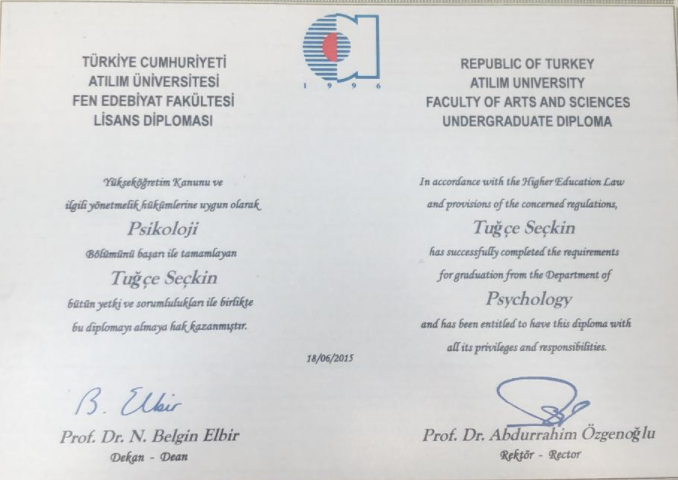 TÜRKİYE CUMHURİYETİ
ATILIM ÜNİVERSİTESİ
FEN EDEBİYAT FAKÜLTESİ
LİSANS DİPLOMASI
Yükseköğretim Kanunu ve
ilgili yönetmelik hükümlerine uygun olarak
Psikoloji
Bölümünü başarı ile tamamlayan
Tuğçe Seçkin
bütün yetki ve sorumlulukları ile birlikte
bu diplomayı almaya hak kazanmıştır.
B. Elbir
Prof. Dr. N. Belgin Elbir
Dekan - Dean
1996
18/06/2015
REPUBLIC OF TURKEY
ATILIM UNIVERSITY
FACULTY OF ARTS AND SCIENCES
UNDERGRADUATE DIPLOMA
In accordance with the Higher Education Law
and provisions of the concerned regulations,
Tuğçe Seçkin
has successfully completed the requirements
for graduation from the Department of
Psychology
and has been entitled to have this diploma with
all its privileges and responsibilities.
Prof. Dr. Abdurrahim Özgenoğlu
Rektör - Rector